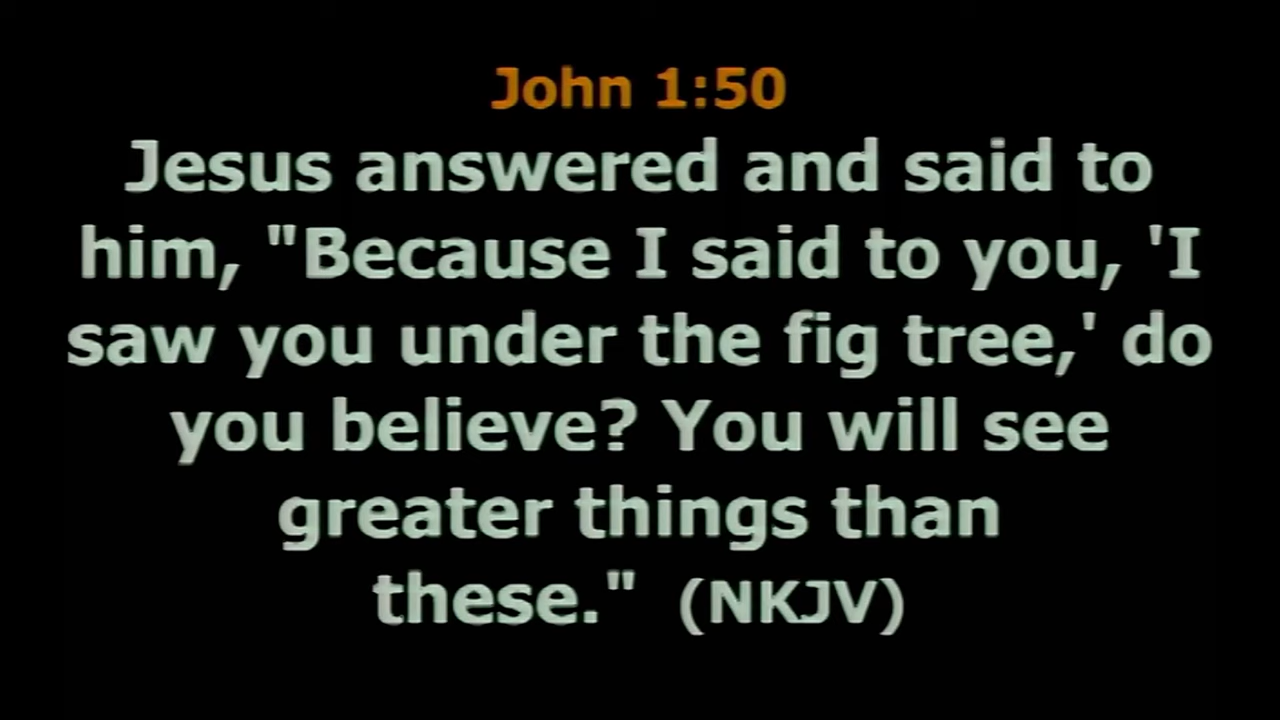 John 1:50
Jesus answered and said to
him, "Because I said to you, 'I
saw you under the fig tree,' do
you believe? You will see
greater things than
these." (NKJV)